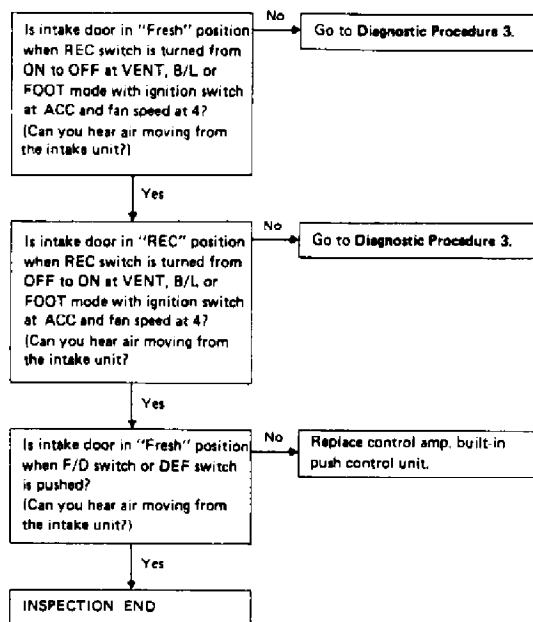 Is intake door in "Fresh" position
when REC switch is turned from
ON to OFF at VENT, B/L or
FOOT mode with ignition switch
at ACC and fan speed at 4?
(Can you hear air moving from
the intake unit?)
No
Go to Diagnostic Procedure 3.
Yes
Is intake door in "REC" position
when REC switch is turned from
OFF to ON at VENT, B/L or
FOOT mode with ignition switch
at ACC and fan speed at 4?
(Can you hear air moving from
the intake unit?
No
Go to Diagnostic Procedure 3.
Yes
Is intake door in "Fresh" position
when F/D switch or DEF switch
is pushed?
(Can you hear air moving from
the intake unit?)
No
Replace control amp. built-in
push control unit.
Yes
INSPECTION END